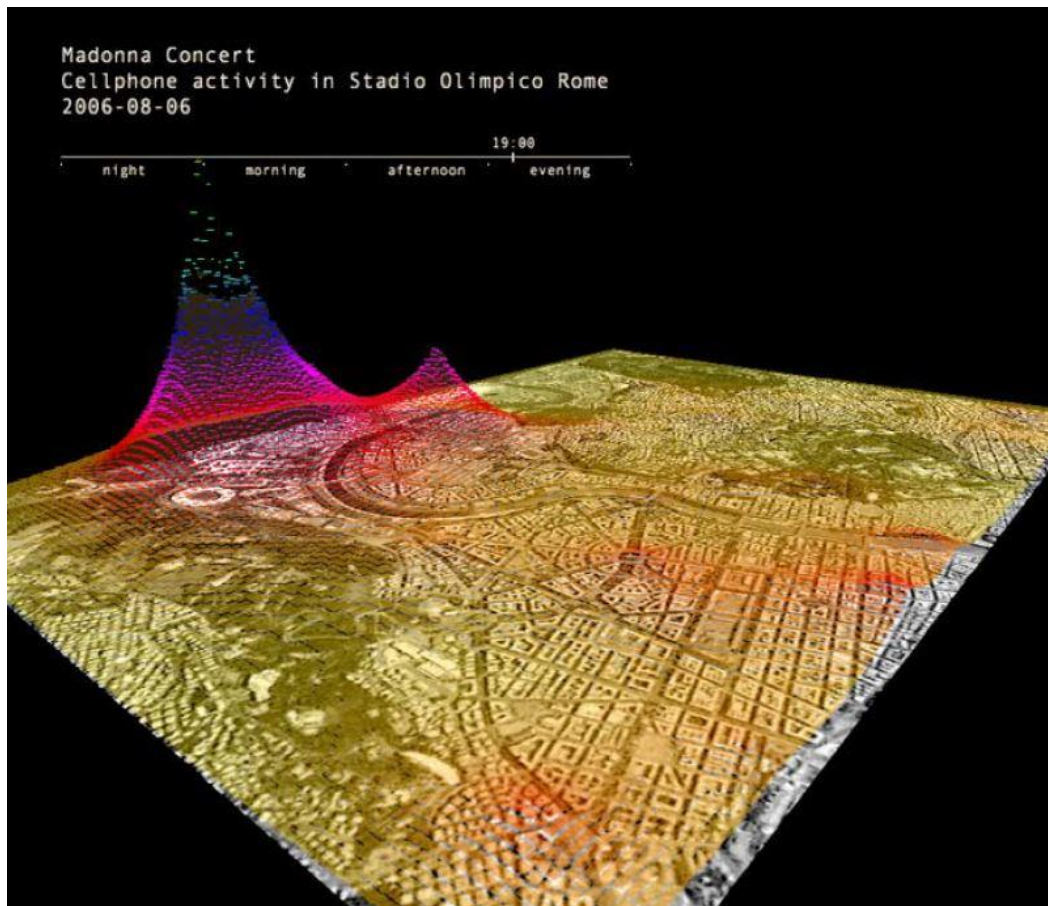 Madonna Concert
Cellphone activity in Stadio Olimpico Rome
2006-08-06
19:00
night morning afternoon evening